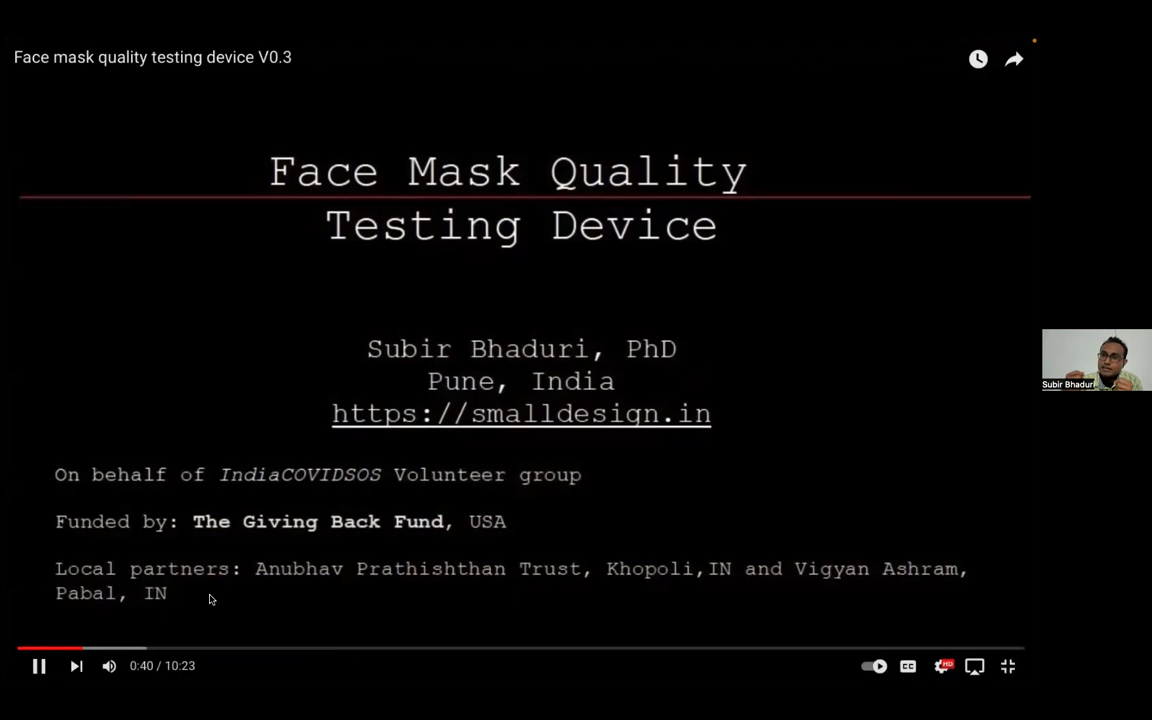 Face mask quality testing device V0.3
Face Mask Quality
Testing Device
Subir Bhaduri, PhD
Pune, India
https://smalldesign.in
On behalf of IndiaCOVIDSOS Volunteer group
Funded by: The Giving Back Fund, USA
Local partners: Anubhav Prathishthan Trust, Khopoli,IN and Vigyan Ashram,
Pabal, IN
Subir Bhaduri
0:40 / 10:23
CC
HD